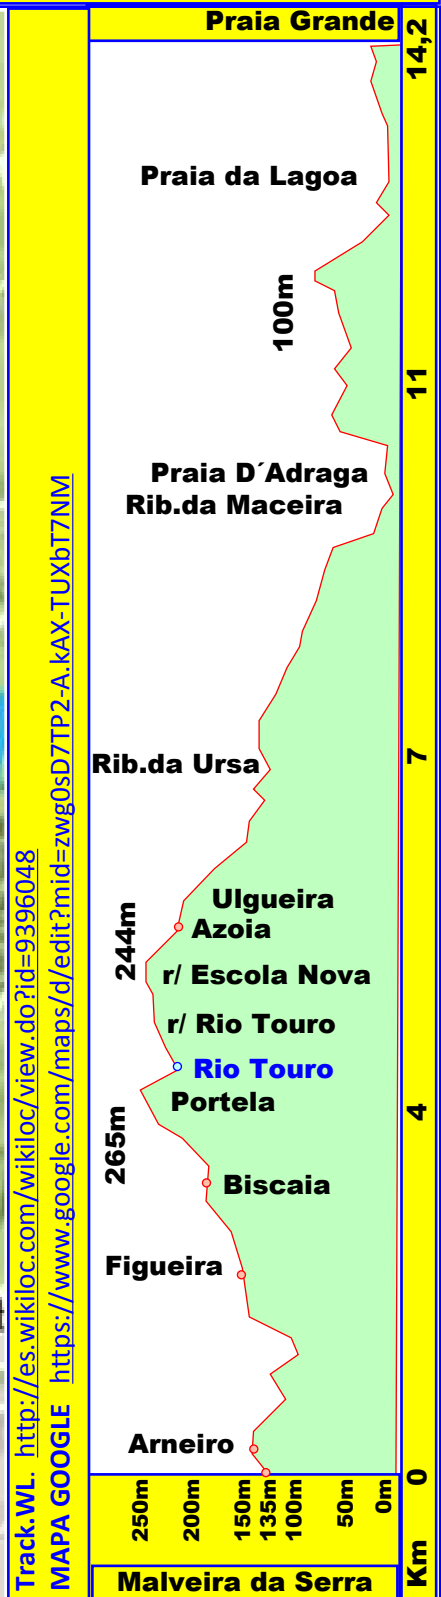 Praia Grande
14,2
Praia da Lagoa
100m
11
Praia D´Adraga
Rib.da Maceira
Rib.da Ursa
7
Ulgueira
244m
Azoia
r/ Escola Nova
r/ Rio Touro
Rio Touro
Portela
4
265m
Biscaia
Figueira
Arneiro
0
250m
200m
150m
135m
100m
50m
0m
Km
Malveira da Serra
Track.WL. http://es.wikiloc.com/wikiloc/view.do?id=9396048
MAPA GOOGLE https://www.google.com/maps/d/edit?mid=zwg0sD7TP2-A.kAX-TUXbT7NM